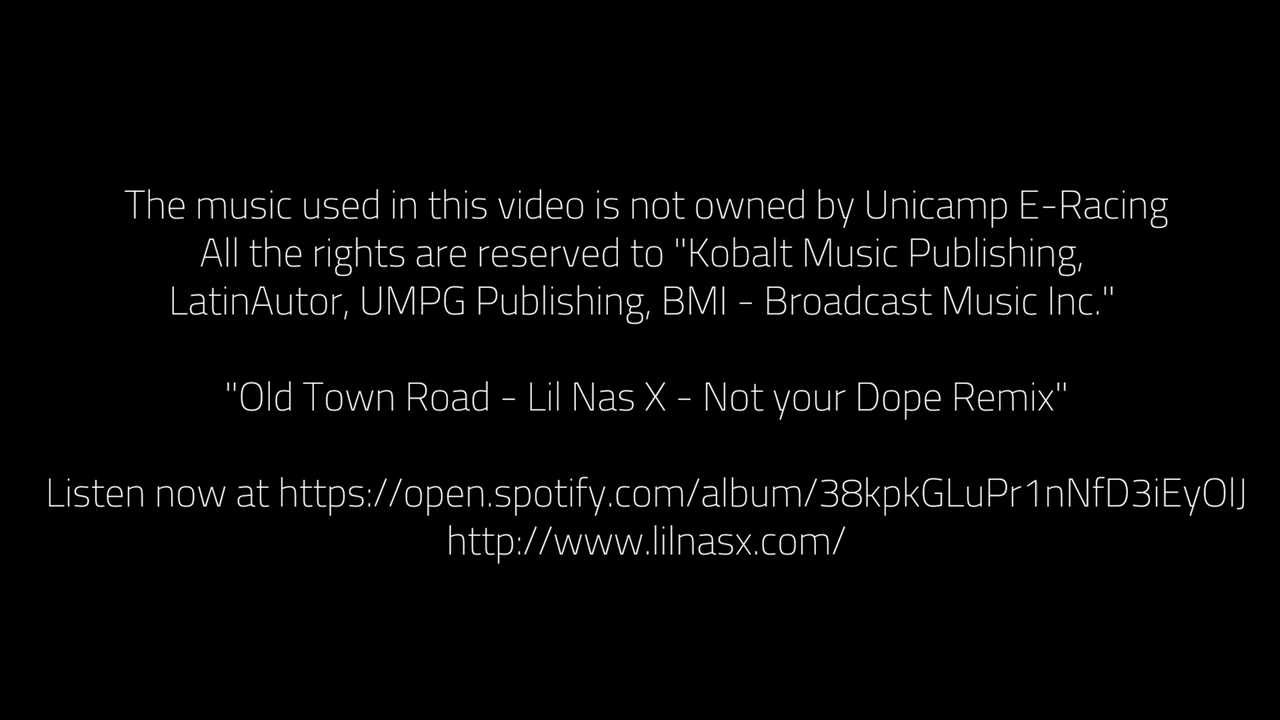 The music used in this video is not owned by Unicamp E-Racing
All the rights are reserved to "Kobalt Music Publishing,
LatinAutor, UMPG Publishing, BMI - Broadcast Music Inc."
"Old Town Road - Lil Nas X - Not your Dope Remix"
Listen now at https://open.spotify.com/album/38kpkGLuPr1nNfD3iEyOlJ
http://www.lilnasx.com/